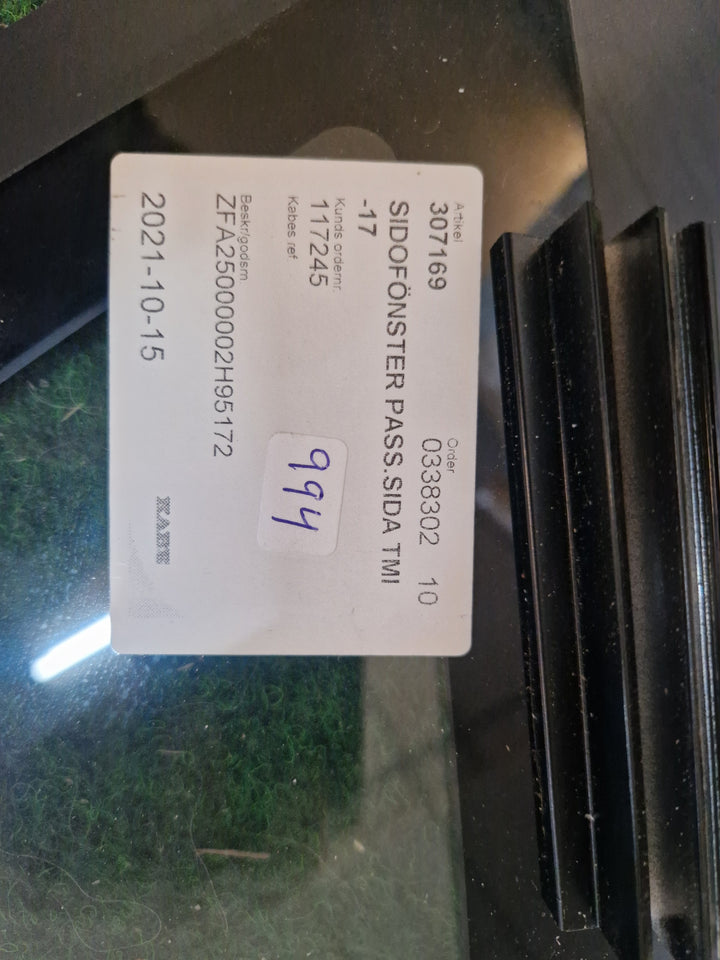 Artikel
307169
Order
0338302 10
SIDOFÖNSTER PASS.SIDA TMI
-17
Kunds ordernr.
117245
Kabes ref
994
Beskr/godsm
ZFA25000002H95172
2021-10-15
KABE